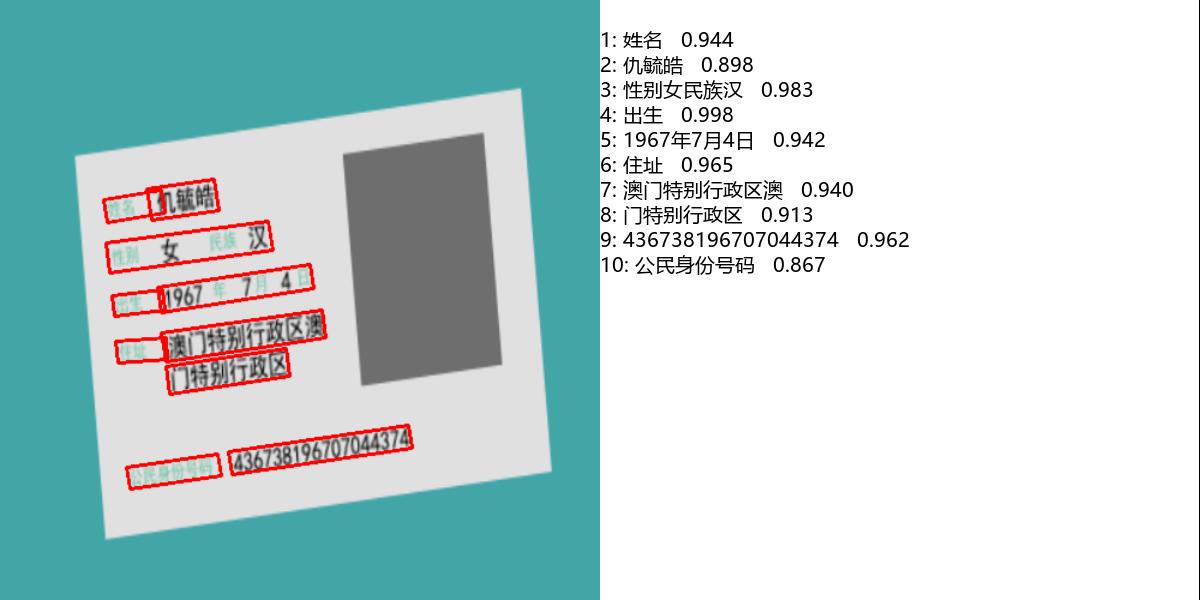 姓名 仇毓皓
性别 女 民族 汉
出生 1967 年 7 月 4 日
住址 澳门特别行政区澳
门特别行政区
公民身份号码 436738196707044374
1: 姓名 0.944
2: 仇毓皓 0.898
3: 性别女民族汉 0.983
4: 出生 0.998
5: 1967年7月4日 0.942
6: 住址 0.965
7: 澳门特别行政区澳 0.940
8: 门特别行政区 0.913
9: 436738196707044374 0.962
10: 公民身份号码 0.867